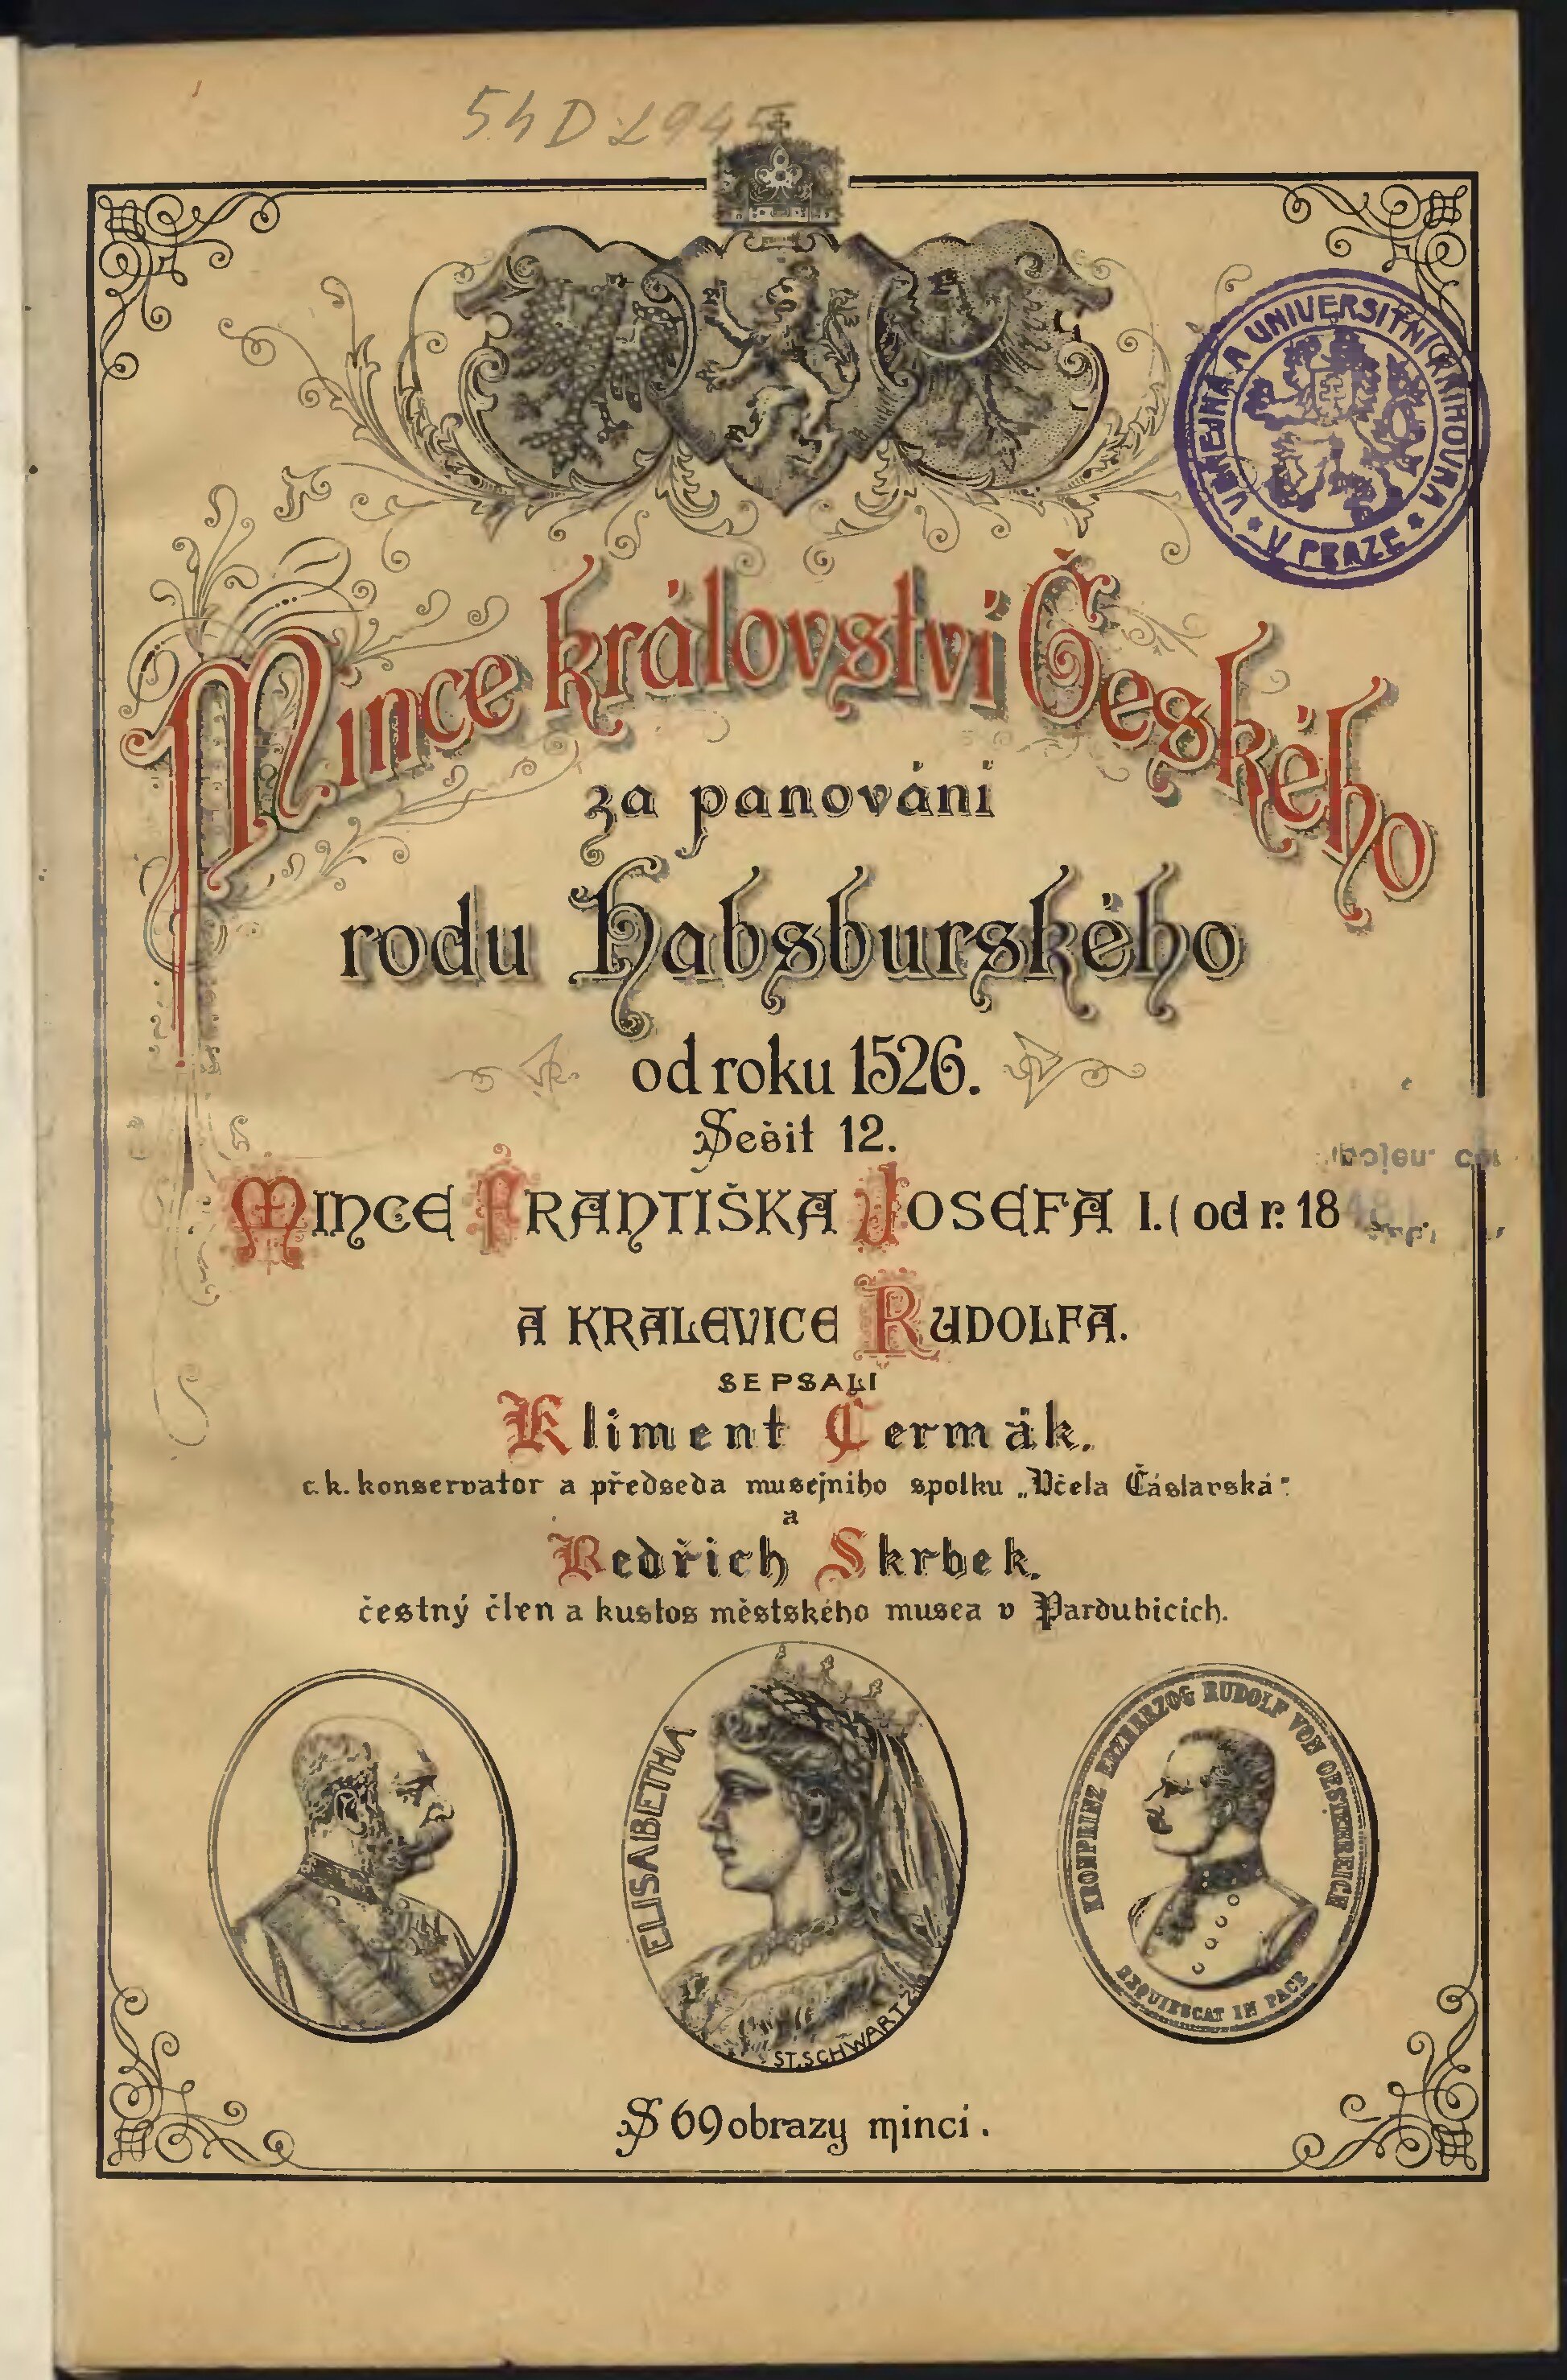 54 D 2945
VEŘEJNÁ A UNIVERSITNÍ KNIHOVNA
* V PRAZE *
Mince království Českého
za panování
rodu Habsburského
od roku 1526.
Sešit 12.
MINCE FRANTIŠKA JOSEFA I. (od r. 18
A KRALEVICE RUDOLFA.
SEPSALI
Kliment Čermák.
c. k. konservator a předseda musejního spolku „Včela Čáslavská“
a
Bedřich Skrbek.
čestný člen a kustos městského musea v Pardubicích.
ELISABETHA
ST. SCHWARTZ
KRONPRINZ ERZHERZOG RUDOLF VON OESTERREICH
REQUIESCAT IN PACE
S 69 obrazy mincí.